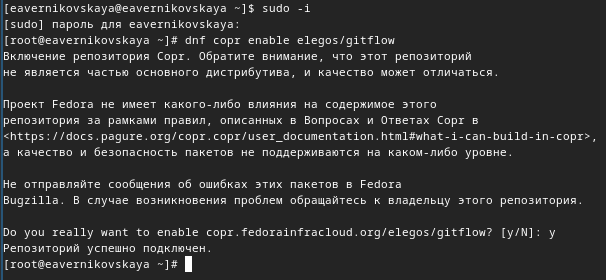 [eavernikovskaya@eavernikovskaya ~]$ sudo -i
[sudo] пароль для eavernikovskaya:
[root@eavernikovskaya ~]# dnf copr enable elegos/gitflow
Включение репозитория Copr. Обратите внимание, что этот репозиторий
не является частью основного дистрибутива, и качество может отличаться.

Проект Fedora не имеет какого-либо влияния на содержимое этого
репозитория за рамками правил, описанных в Вопросах и Ответах Copr в
<https://docs.pagure.org/copr.copr/user_documentation.html#what-i-can-build-in-copr>,
а качество и безопасность пакетов не поддерживаются на каком-либо уровне.

Не отправляйте сообщения об ошибках этих пакетов в Fedora
Bugzilla. В случае возникновения проблем обращайтесь к владельцу этого репозитория.

Do you really want to enable copr.fedorainfracloud.org/elegos/gitflow? [y/N]: y
Репозиторий успешно подключен.
[root@eavernikovskaya ~]#